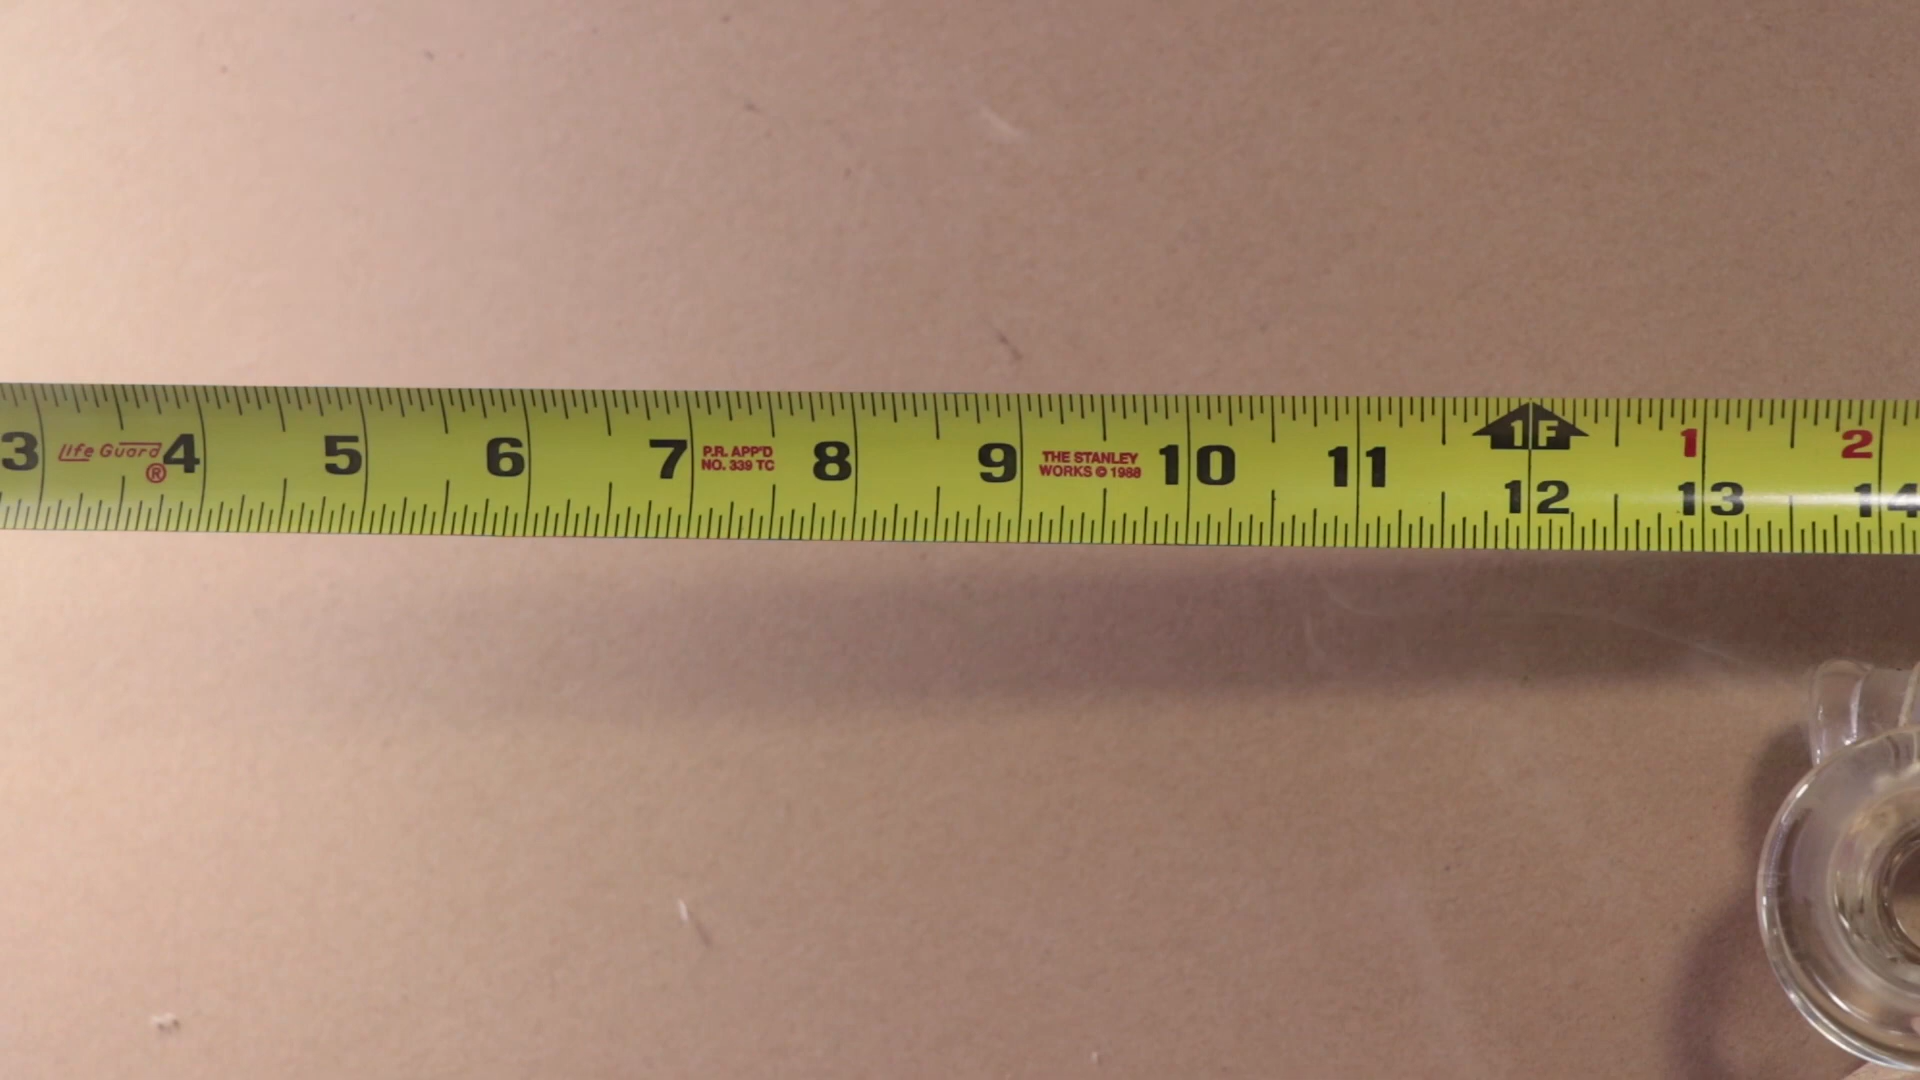 3 Life Guard ® 4 5 6 7 P.R. APP'D 8 9 THE STANLEY 10 11 1F 1 2
NO. 339 TC WORKS © 1988 12 13 14